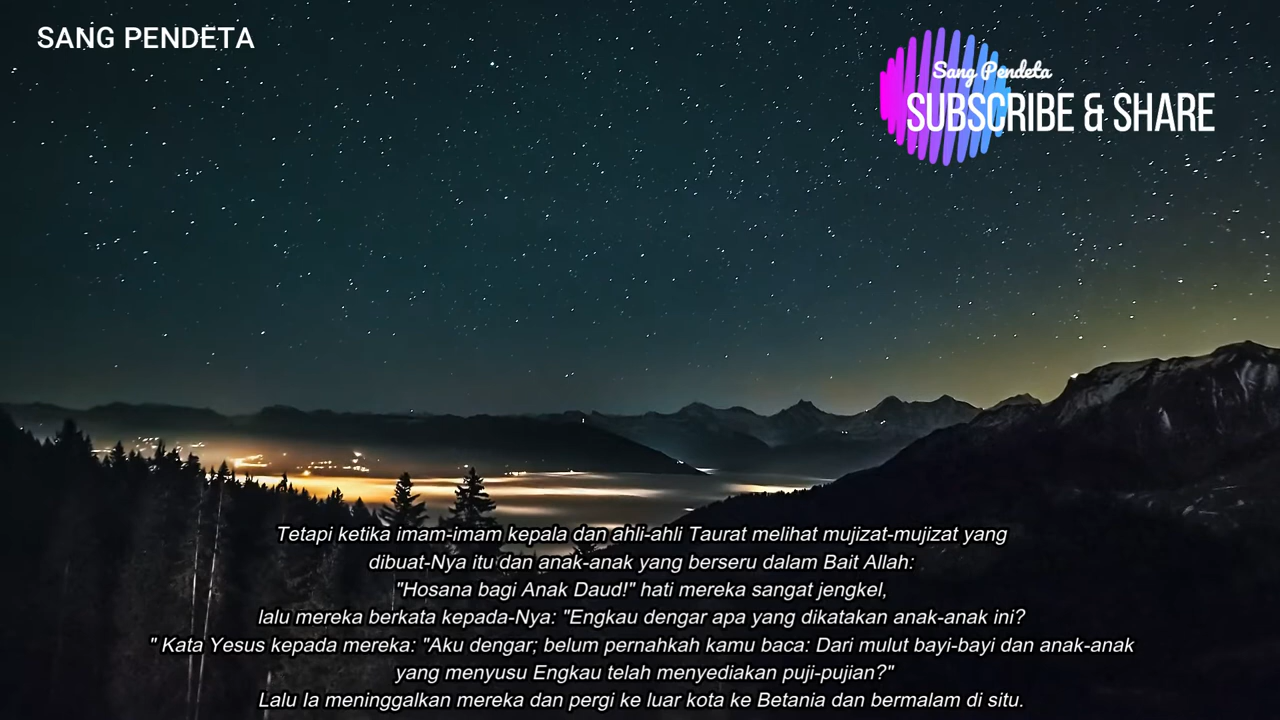 SANG PENDETA
Sang Pendeta
SUBSCRIBE & SHARE
Tetapi ketika imam-imam kepala dan ahli-ahli Taurat melihat mujizat-mujizat yang
dibuat-Nya itu dan anak-anak yang berseru dalam Bait Allah:
"Hosana bagi Anak Daud!" hati mereka sangat jengkel,
lalu mereka berkata kepada-Nya: "Engkau dengar apa yang dikatakan anak-anak ini?
" Kata Yesus kepada mereka: "Aku dengar; belum pernahkah kamu baca: Dari mulut bayi-bayi dan anak-anak
yang menyusu Engkau telah menyediakan puji-pujian?"
Lalu Ia meninggalkan mereka dan pergi ke luar kota ke Betania dan bermalam di situ.